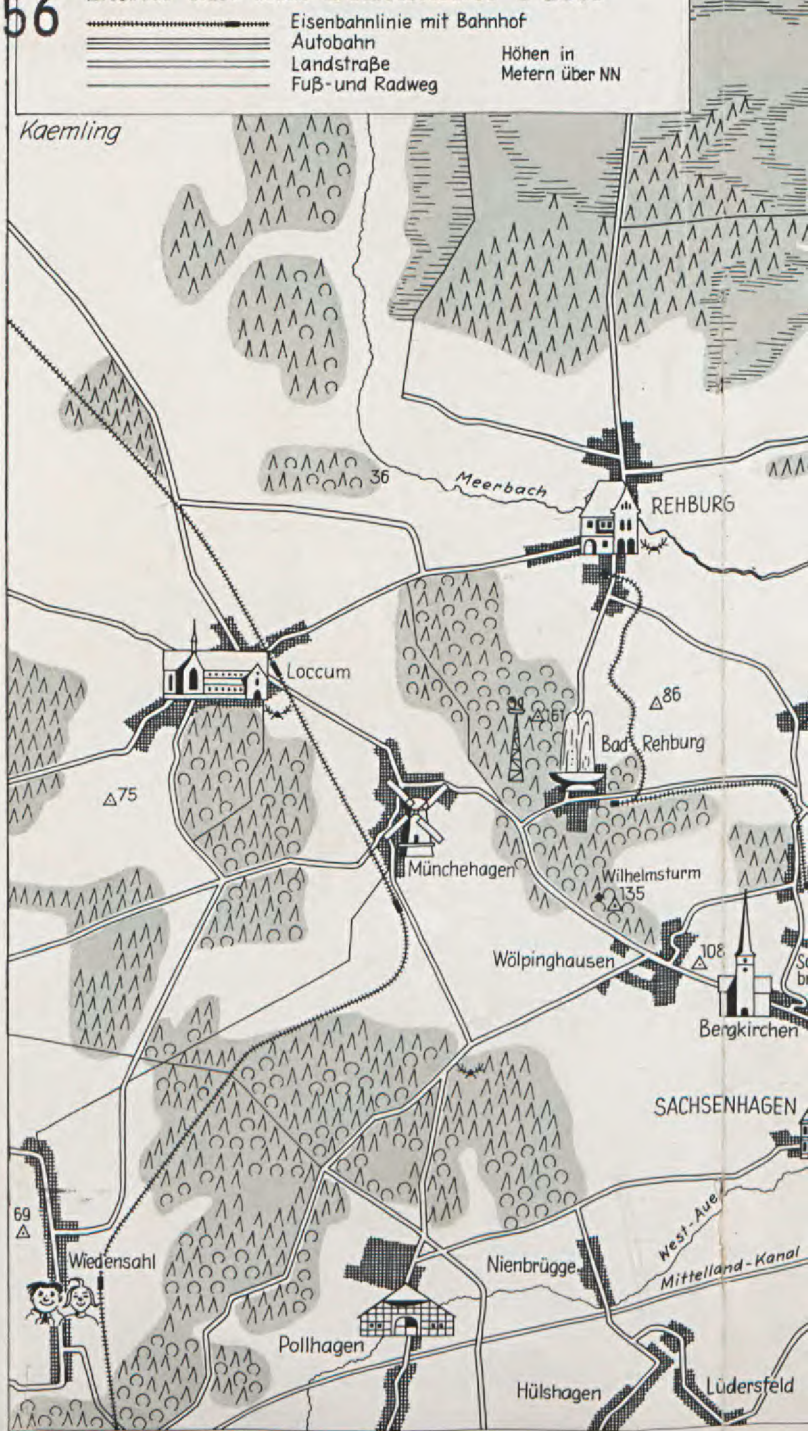 56
Eisenbahnlinie mit Bahnhof
Autobahn
Landstraße
Fuß- und Radweg
Höhen in
Metern über NN
Kaemling
36
Meerbach
REHBURG
Loccum
86
161
Bad Rehburg
75
Münchehagen
Wilhelmsturm
135
Wölpinghausen
108
Bergkirchen
SACHSENHAGEN
69
Wiedensahl
Nienbrügge
West-Aue
Mittelland-Kanal
Pollhagen
Hülshagen
Lüdersfeld